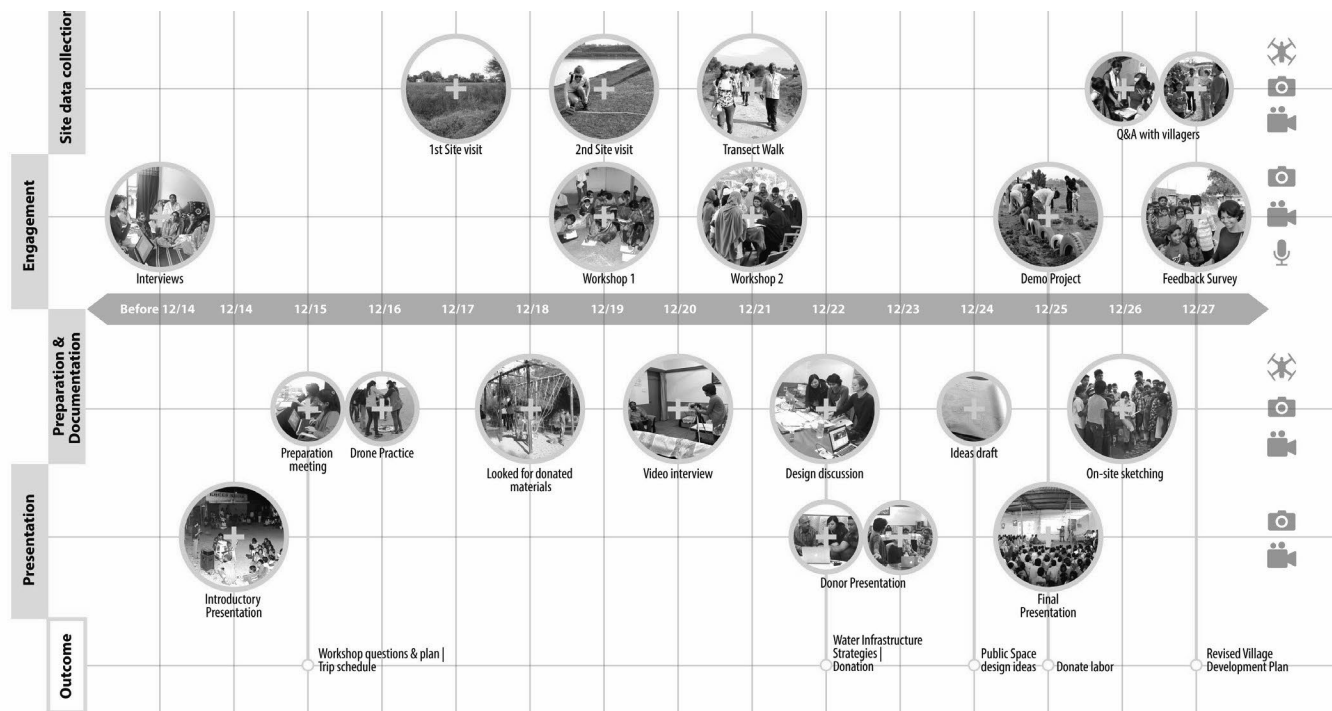 Site data collection
1st Site visit
2nd Site visit
Transect Walk
Q&A with villagers
Engagement
Interviews
Workshop 1
Workshop 2
Demo Project
Feedback Survey
Before 12/14
12/14
12/15
12/16
12/17
12/18
12/19
12/20
12/21
12/22
12/23
12/24
12/25
12/26
12/27
Preparation &
Documentation
Preparation
meeting
Drone Practice
Looked for donated
materials
Video interview
Design discussion
Ideas draft
On-site sketching
Presentation
Introductory
Presentation
Donor Presentation
Final
Presentation
Outcome
Workshop questions & plan |
Trip schedule
Water Infrastructure
Strategies |
Donation
Public Space
design ideas
Donate labor
Revised Village
Development Plan